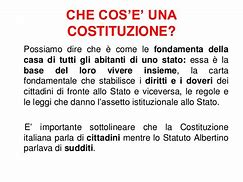 CHE COS’E’ UNA
COSTITUZIONE?
Possiamo dire che è come le fondamenta della
casa di tutti gli abitanti di uno stato: essa è la
base del loro vivere insieme, la carta
fondamentale che stabilisce i diritti e i doveri dei
cittadini di fronte allo Stato e viceversa, le regole e
le leggi che danno l’assetto istituzionale allo Stato.
E’ importante sottolineare che la Costituzione
italiana parla di cittadini mentre lo Statuto Albertino
parlava di sudditi.